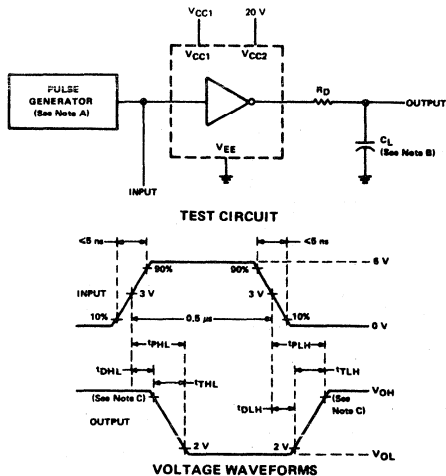 VCC1 20 V
VCC1 VCC2
PULSE
GENERATOR
(See Note A)
RD
OUTPUT
CL
(See Note B)
VEE
INPUT
TEST CIRCUIT
<5 ns <5 ns
90% 90% 6 V
INPUT 3 V 3 V
10% 0.5 μs 10% 0 V
tPHL tPLH
tDHL tTHL tTLH
(See Note C) (See Note C) VOH
OUTPUT tDLH
2 V 2 V VOL
VOLTAGE WAVEFORMS